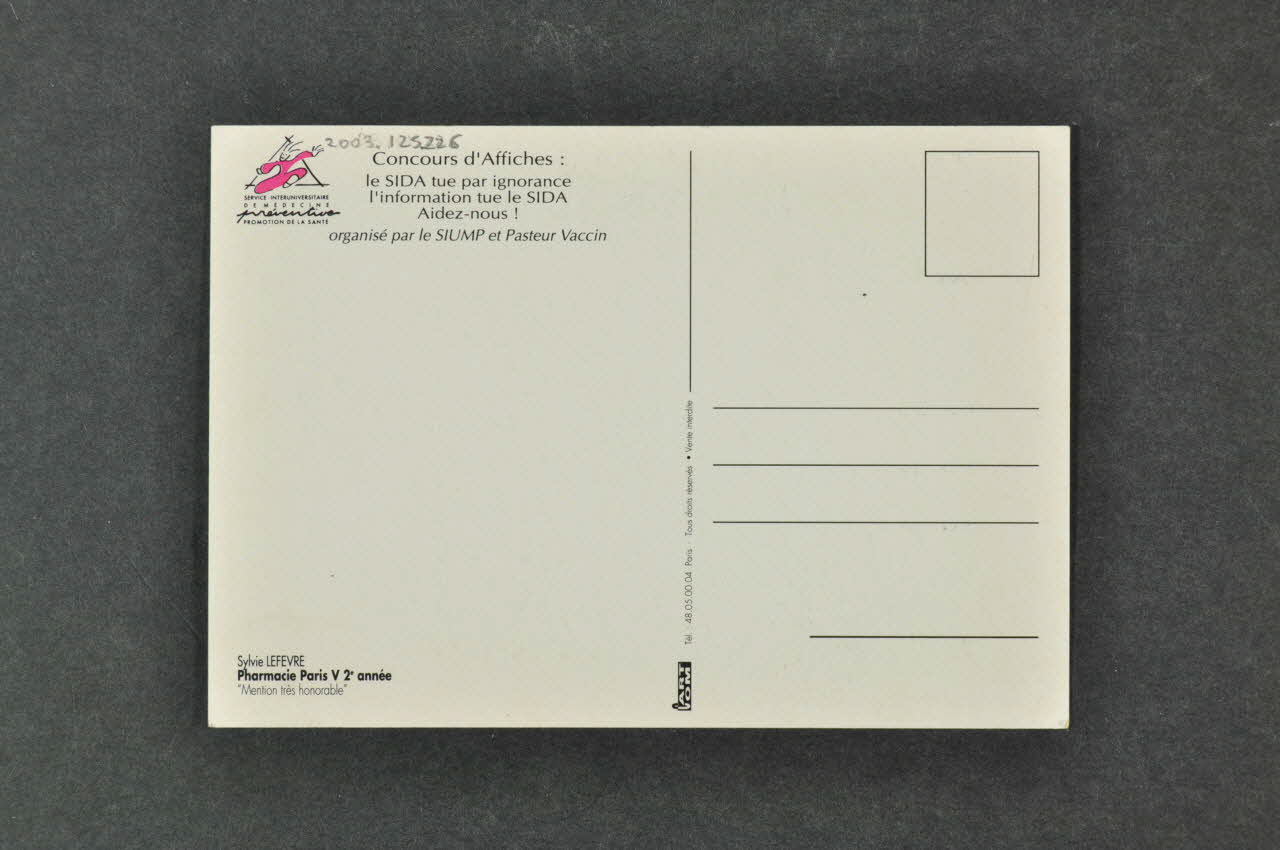 2003.125.226
SERVICE INTERUNIVERSITAIRE
DE MÉDECINE
préventive
PROMOTION DE LA SANTÉ
Concours d'Affiches :
le SIDA tue par ignorance
l'information tue le SIDA
Aidez-nous !
organisé par le SIUMP et Pasteur Vaccin
Sylvie LEFEVRE
Pharmacie Paris V 2e année
"Mention très honorable"
Tél. 48.05.00.04 Paris · Tous droits réservés • Vente interdite